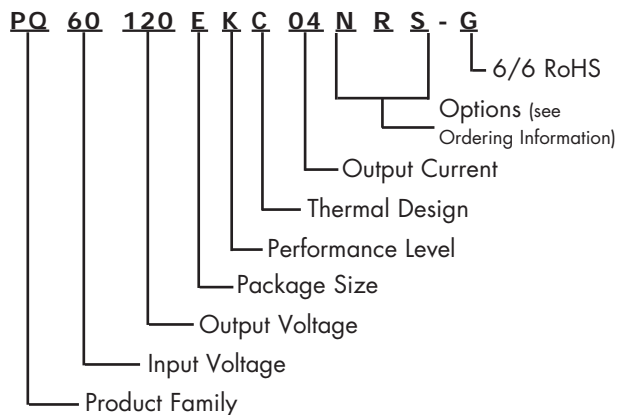 PQ 60 120 E K C 04 N R S - G
6/6 RoHS
Options (see
Ordering Information)
Output Current
Thermal Design
Performance Level
Package Size
Output Voltage
Input Voltage
Product Family